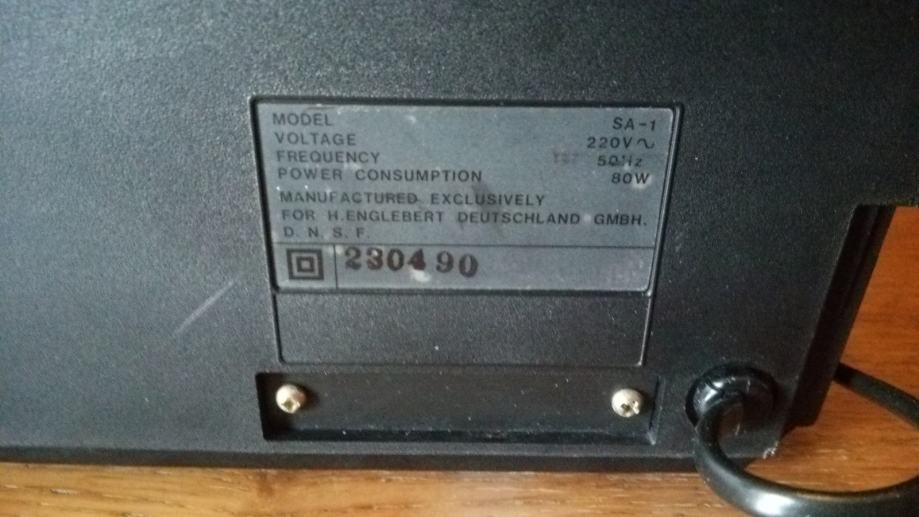 MODEL SA-1
VOLTAGE 220V~
FREQUENCY 50Hz
POWER CONSUMPTION 80W
MANUFACTURED EXCLUSIVELY
FOR H.ENGLEBERT DEUTSCHLAND GMBH.
D. N. S. F.
230490